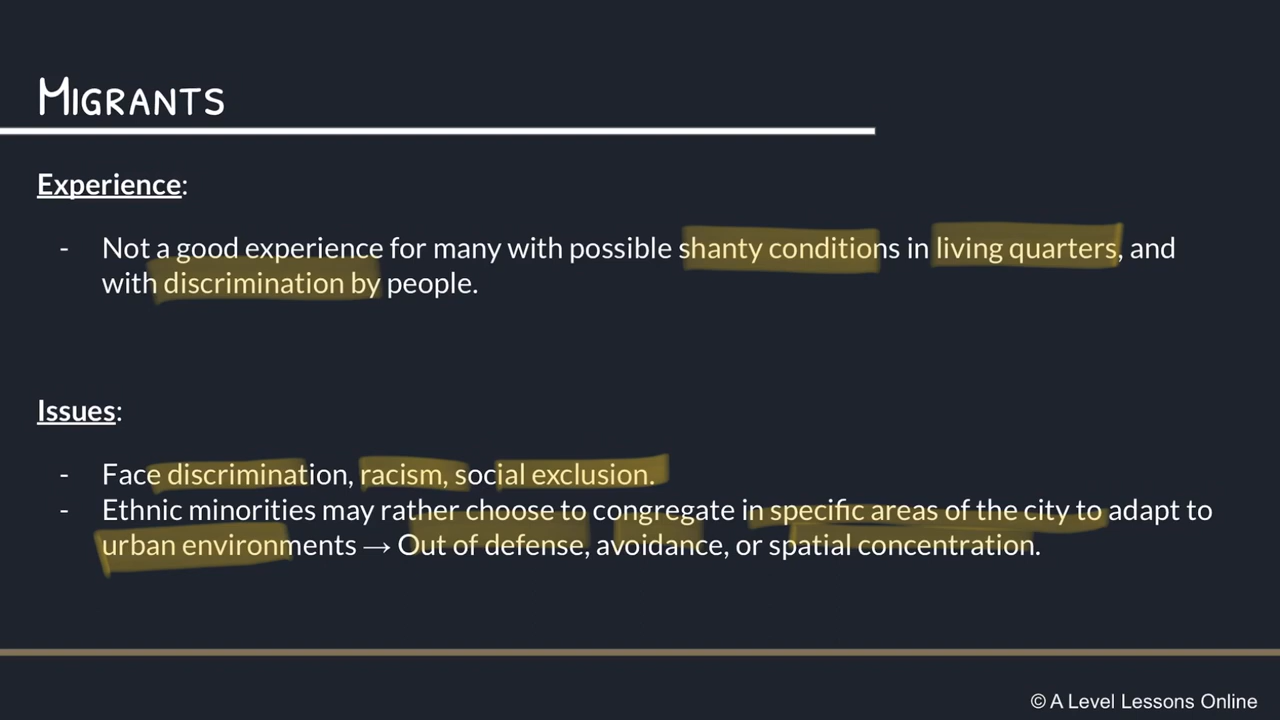 MIGRANTS
Experience:
- Not a good experience for many with possible shanty conditions in living quarters, and
with discrimination by people.
Issues:
- Face discrimination, racism, social exclusion.
- Ethnic minorities may rather choose to congregate in specific areas of the city to adapt to
urban environments → Out of defense, avoidance, or spatial concentration.
© A Level Lessons Online